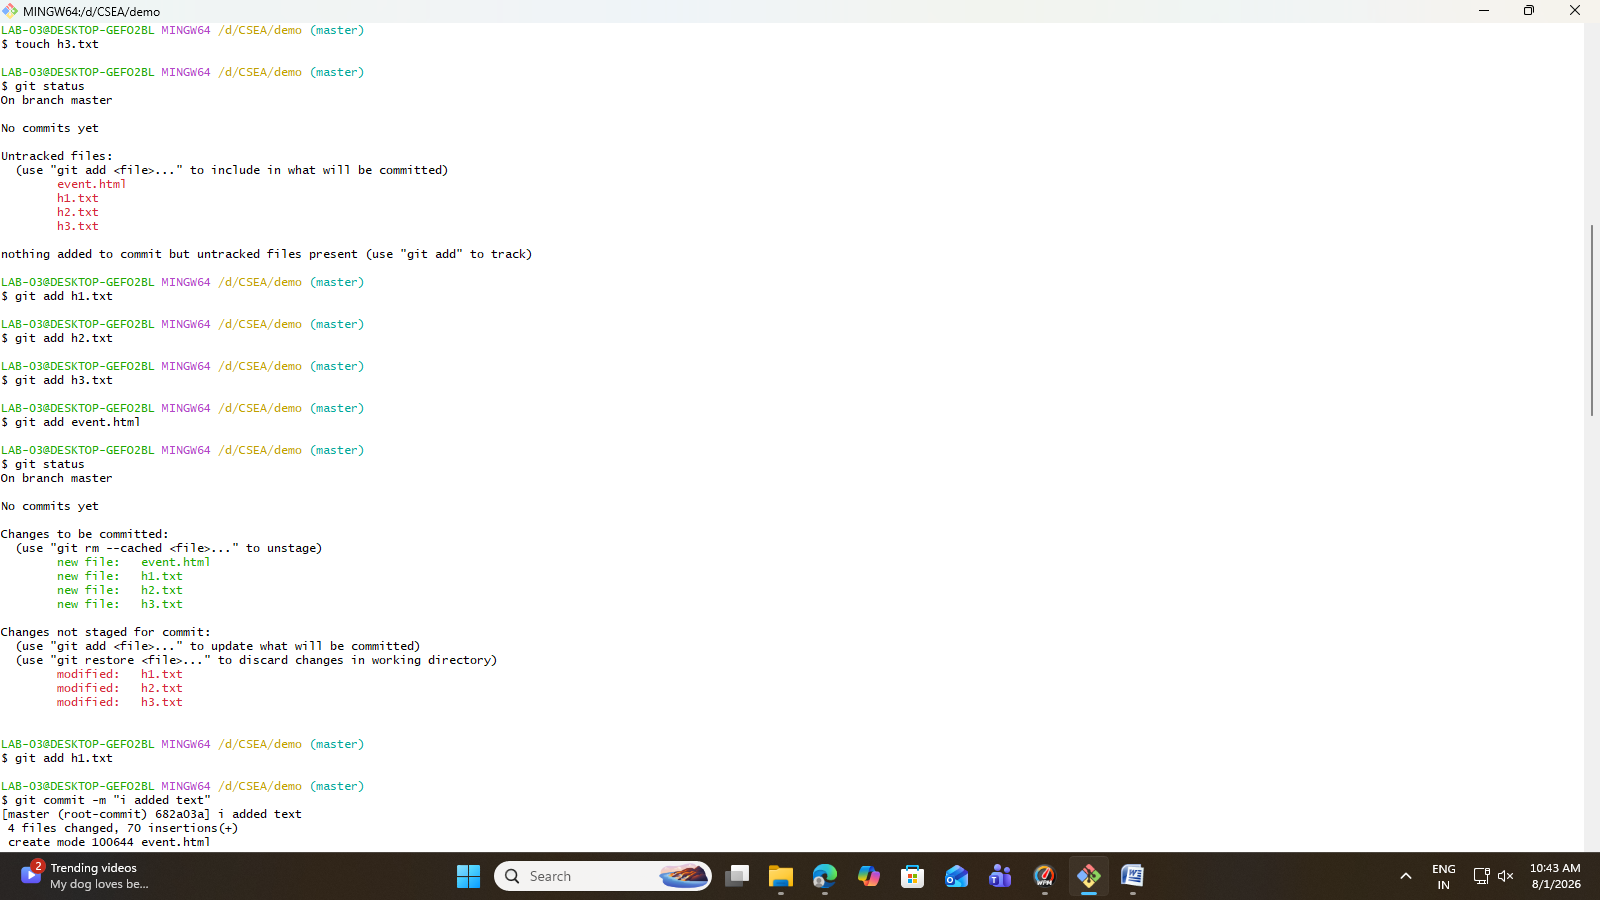 MINGW64:/d/CSEA/demo
LAB-03@DESKTOP-GEFO2BL MINGW64 /d/CSEA/demo (master)
$ touch h3.txt
LAB-03@DESKTOP-GEFO2BL MINGW64 /d/CSEA/demo (master)
$ git status
On branch master
No commits yet
Untracked files:
(use "git add <file>..." to include in what will be committed)
event.html
h1.txt
h2.txt
h3.txt
nothing added to commit but untracked files present (use "git add" to track)
LAB-03@DESKTOP-GEFO2BL MINGW64 /d/CSEA/demo (master)
$ git add h1.txt
LAB-03@DESKTOP-GEFO2BL MINGW64 /d/CSEA/demo (master)
$ git add h2.txt
LAB-03@DESKTOP-GEFO2BL MINGW64 /d/CSEA/demo (master)
$ git add h3.txt
LAB-03@DESKTOP-GEFO2BL MINGW64 /d/CSEA/demo (master)
$ git add event.html
LAB-03@DESKTOP-GEFO2BL MINGW64 /d/CSEA/demo (master)
$ git status
On branch master
No commits yet
Changes to be committed:
(use "git rm --cached <file>..." to unstage)
new file:   event.html
new file:   h1.txt
new file:   h2.txt
new file:   h3.txt
Changes not staged for commit:
(use "git add <file>..." to update what will be committed)
(use "git restore <file>..." to discard changes in working directory)
modified:   h1.txt
modified:   h2.txt
modified:   h3.txt
LAB-03@DESKTOP-GEFO2BL MINGW64 /d/CSEA/demo (master)
$ git add h1.txt
LAB-03@DESKTOP-GEFO2BL MINGW64 /d/CSEA/demo (master)
$ git commit -m "i added text"
[master (root-commit) 682a03a] i added text
4 files changed, 70 insertions(+)
create mode 100644 event.html
2
Trending videos
My dog loves be...
Search
WPM
ENG
IN
10:43 AM
8/1/2026